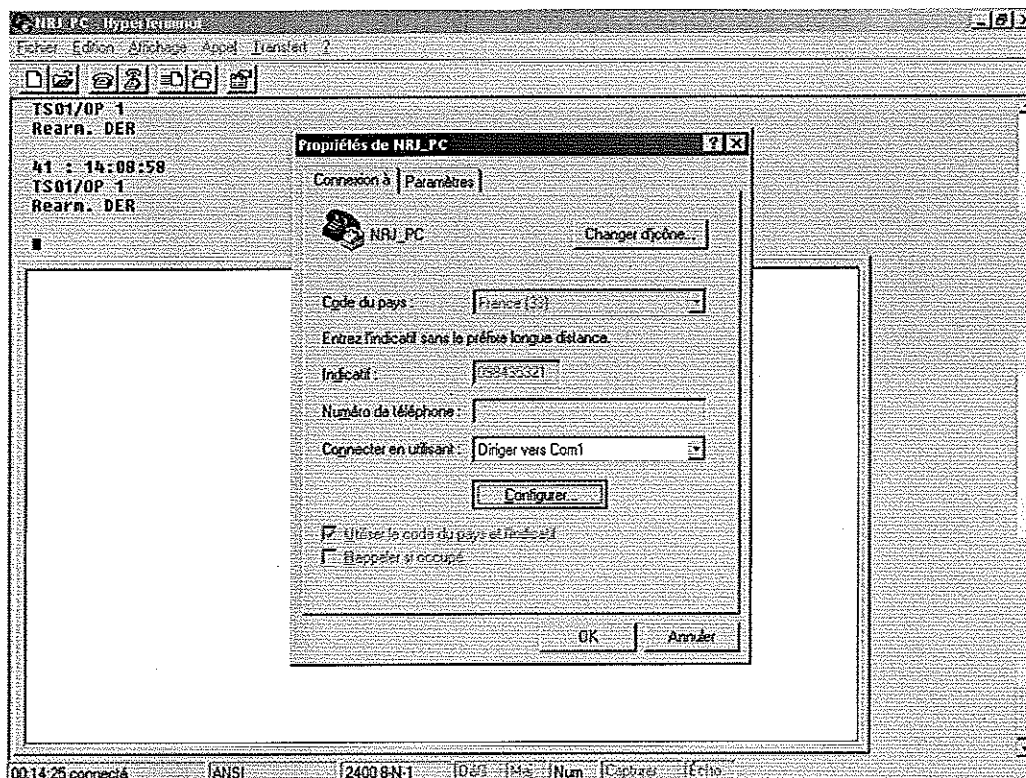 NRJ_PC - HyperTerminal
Fichier Edition Affichage Appel Transfert ?
TS01/OP 1
Rearm. DER
41 : 14:08:58
TS01/OP 1
Rearm. DER
Propriétés de NRJ_PC
Connexion à Paramètres
NRJ_PC
Changer d'icône...
Code du pays : France (33)
Entrez l'indicatif sans le préfixe longue distance.
Indicatif :
Numéro de téléphone :
Connecter en utilisant : Diriger vers Com1
Configurer...
Utiliser le code du pays et l'indicatif
Rappeler si occupé
OK Annuler
00:14:25 connecté ANSI 2400 8-N-1 Défil Maj Num Capturer Écho